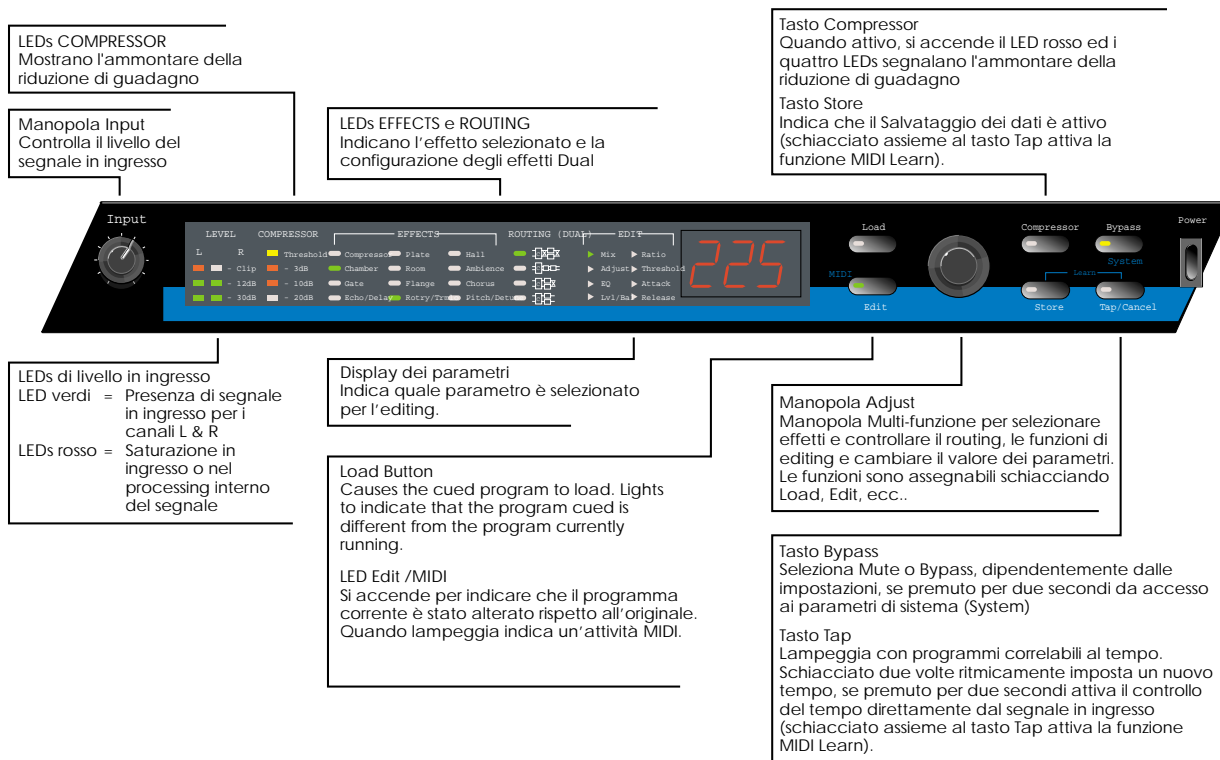 LEDs COMPRESSOR
Mostrano l'ammontare della
riduzione di guadagno
Manopola Input
Controlla il livello del
segnale in ingresso
LEDs EFFECTS e ROUTING
Indicano l'effetto selezionato e la
configurazione degli effetti Dual
Tasto Compressor
Quando attivo, si accende il LED rosso ed i
quattro LEDs segnalano l'ammontare della
riduzione di guadagno
Tasto Store
Indica che il Salvataggio dei dati è attivo
(schiacciato assieme al tasto Tap attiva la
funzione MIDI Learn).
Input
LEVEL COMPRESSOR EFFECTS ROUTING (DUAL) EDIT
L R Threshold Compressor Plate Hall Mix Ratio
- Clip - 3dB Chamber Room Ambience Adjust Threshold
- 12dB - 10dB Gate Flange Chorus EQ Attack
- 30dB - 20dB Echo/Delay Rotry/Trm Pitch/Detu Lvl/Bal Release
225
Load
MIDI
Edit
Compressor Bypass
System
Learn
Store Tap/Cancel
Power
LEDs di livello in ingresso
LED verdi = Presenza di segnale
in ingresso per i
canali L & R
LEDs rosso = Saturazione in
ingresso o nel
processing interno
del segnale
Display dei parametri
Indica quale parametro è selezionato
per l'editing.
Load Button
Causes the cued program to load. Lights
to indicate that the program cued is
different from the program currently
running.
LED Edit /MIDI
Si accende per indicare che il programma
corrente è stato alterato rispetto all'originale.
Quando lampeggia indica un'attività MIDI.
Manopola Adjust
Manopola Multi-funzione per selezionare
effetti e controllare il routing, le funzioni di
editing e cambiare il valore dei parametri.
Le funzioni sono assegnabili schiacciando
Load, Edit, ecc..
Tasto Bypass
Seleziona Mute o Bypass, dipendentemente dalle
impostazioni, se premuto per due secondi da accesso
ai parametri di sistema (System)
Tasto Tap
Lampeggia con programmi correlabili al tempo.
Schiacciato due volte ritmicamente imposta un nuovo
tempo, se premuto per due secondi attiva il controllo
del tempo direttamente dal segnale in ingresso
(schiacciato assieme al tasto Tap attiva la funzione
MIDI Learn).